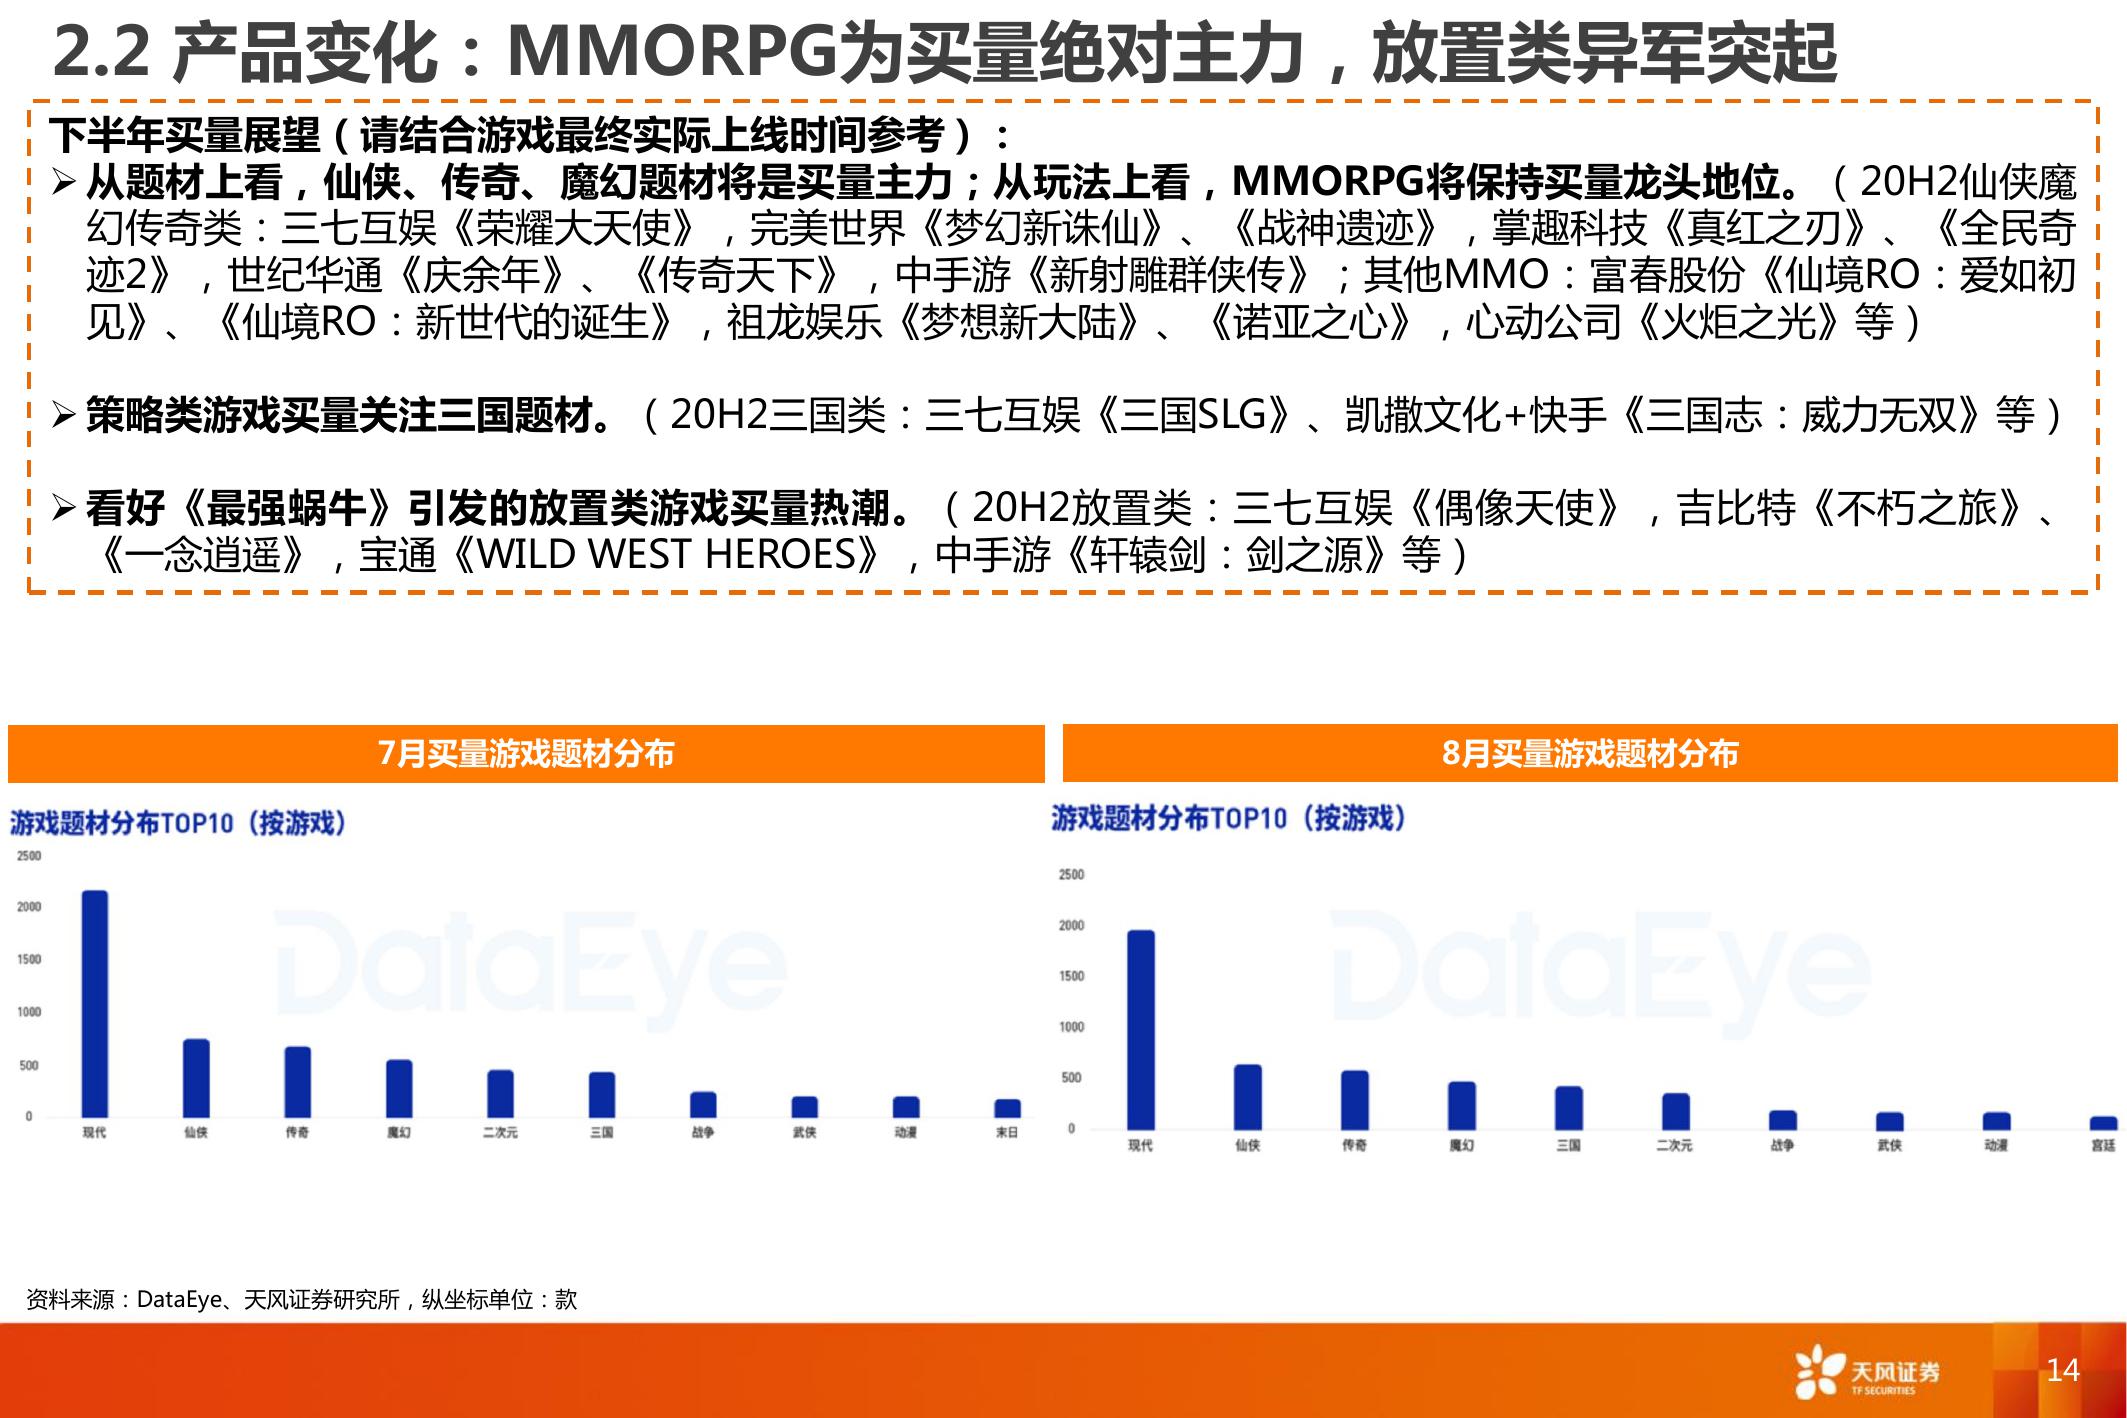 2.2 产品变化：MMORPG为买量绝对主力，放置类异军突起
下半年买量展望（请结合游戏最终实际上线时间参考）：
➢从题材上看，仙侠、传奇、魔幻题材将是买量主力；从玩法上看，MMORPG将保持买量龙头地位。（20H2仙侠魔
幻传奇类：三七互娱《荣耀大天使》，完美世界《梦幻新诛仙》、《战神遗迹》，掌趣科技《真红之刃》、《全民奇
迹2》，世纪华通《庆余年》、《传奇天下》，中手游《新射雕群侠传》；其他MMO：富春股份《仙境RO：爱如初
见》、《仙境RO：新世代的诞生》，祖龙娱乐《梦想新大陆》、《诺亚之心》，心动公司《火炬之光》等）
➢策略类游戏买量关注三国题材。（20H2三国类：三七互娱《三国SLG》、凯撒文化+快手《三国志：威力无双》等）
➢看好《最强蜗牛》引发的放置类游戏买量热潮。（20H2放置类：三七互娱《偶像天使》，吉比特《不朽之旅》、
《一念逍遥》，宝通《WILD WEST HEROES》，中手游《轩辕剑：剑之源》等）
7月买量游戏题材分布
游戏题材分布TOP10（按游戏）
2500
2000
1500
1000
500
0
现代 仙侠 传奇 魔幻 二次元 三国 战争 武侠 动漫 末日
DataEye
8月买量游戏题材分布
游戏题材分布TOP10（按游戏）
2500
2000
1500
1000
500
0
现代 仙侠 传奇 魔幻 三国 二次元 战争 武侠 动漫 宫廷
DataEye
资料来源：DataEye、天风证券研究所，纵坐标单位：款
天风证券
TF SECURITIES
14